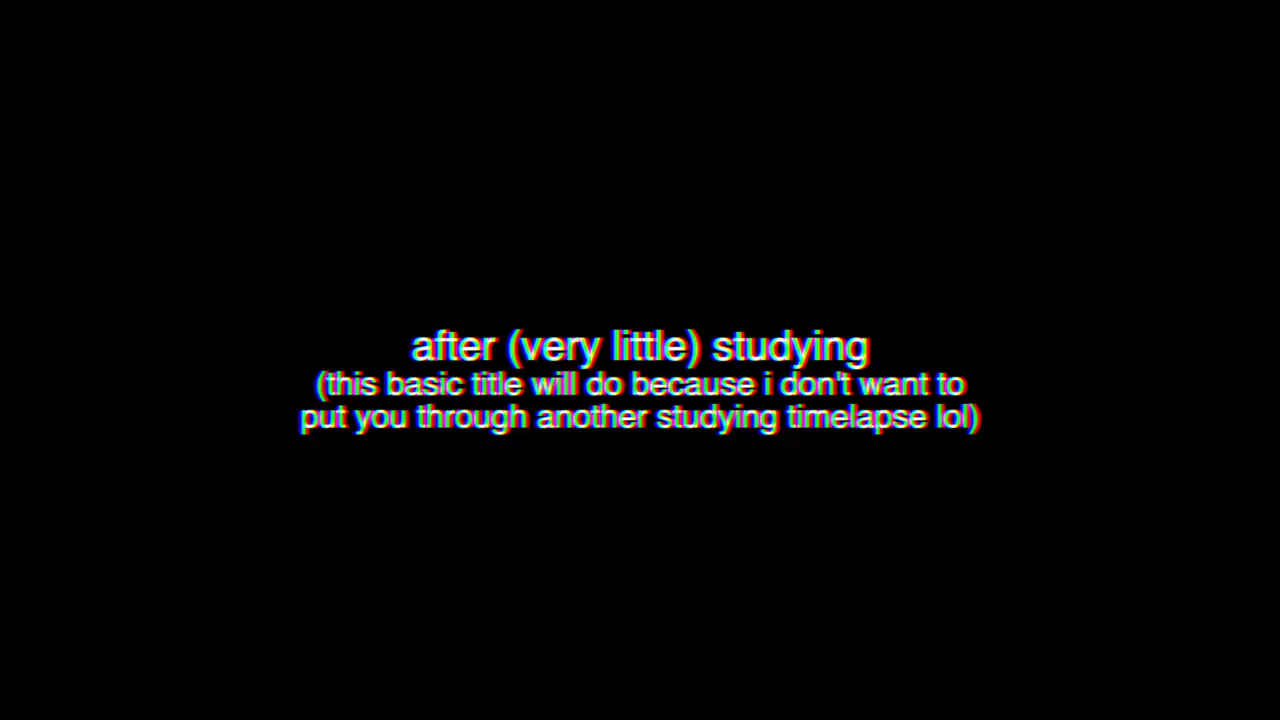 after (very little) studying
(this basic title will do because i don't want to
put you through another studying timelapse lol)